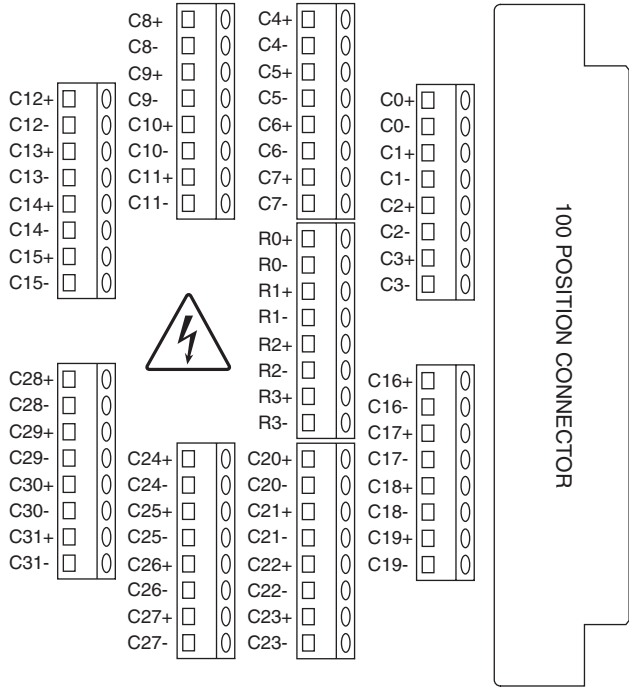 C8+
C8-
C9+
C9-
C10+
C10-
C11+
C11-
C4+
C4-
C5+
C5-
C6+
C6-
C7+
C7-
C12+
C12-
C13+
C13-
C14+
C14-
C15+
C15-
C0+
C0-
C1+
C1-
C2+
C2-
C3+
C3-
R0+
R0-
R1+
R1-
R2+
R2-
R3+
R3-
100 POSITION CONNECTOR
C28+
C28-
C29+
C29-
C30+
C30-
C31+
C31-
C24+
C24-
C25+
C25-
C26+
C26-
C27+
C27-
C20+
C20-
C21+
C21-
C22+
C22-
C23+
C23-
C16+
C16-
C17+
C17-
C18+
C18-
C19+
C19-